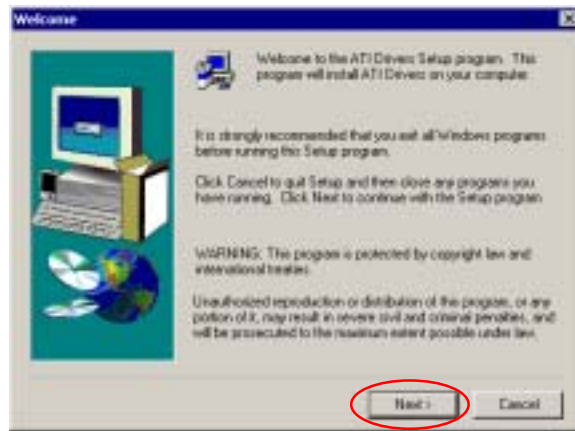 Welcome
Welcome to the ATI Drivers Setup program. This
program will install ATI Drivers on your computer.
It is strongly recommended that you exit all Windows programs
before running this Setup program.
Click Cancel to quit Setup and then close any programs you
have running. Click Next to continue with the Setup program.
WARNING: This program is protected by copyright law and
international treaties.
Unauthorized reproduction or distribution of this program, or any
portion of it, may result in severe civil and criminal penalties, and
will be prosecuted to the maximum extent possible under law.
Next >
Cancel